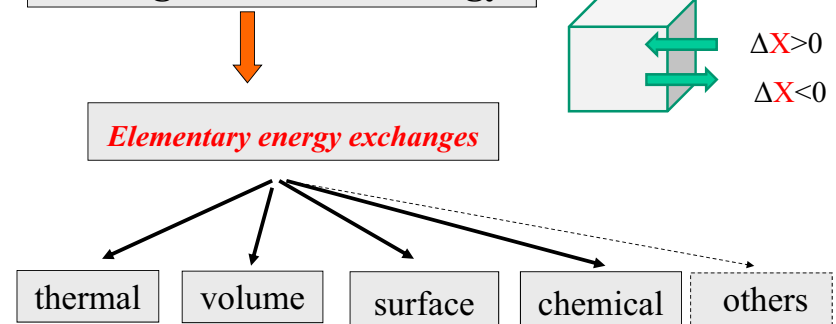 ΔX>0
ΔX<0
Elementary energy exchanges
thermal volume surface chemical others